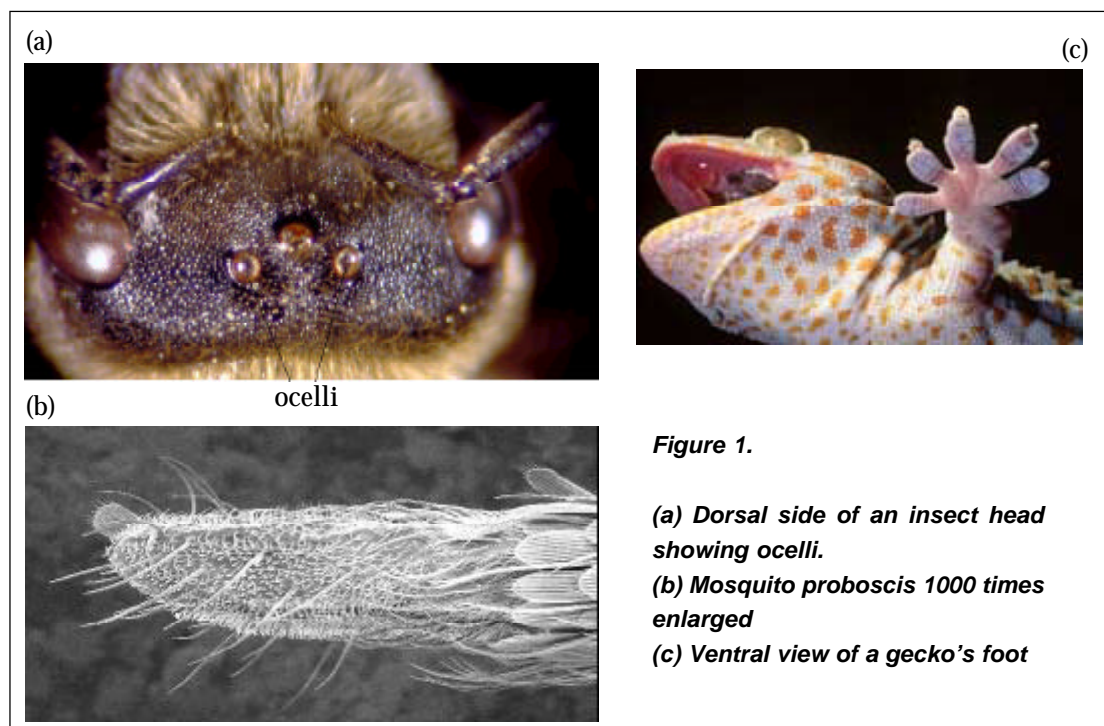 (a)
(c)
ocelli
(b)
Figure 1.
(a) Dorsal side of an insect head
showing ocelli.
(b) Mosquito proboscis 1000 times
enlarged
(c) Ventral view of a gecko's foot